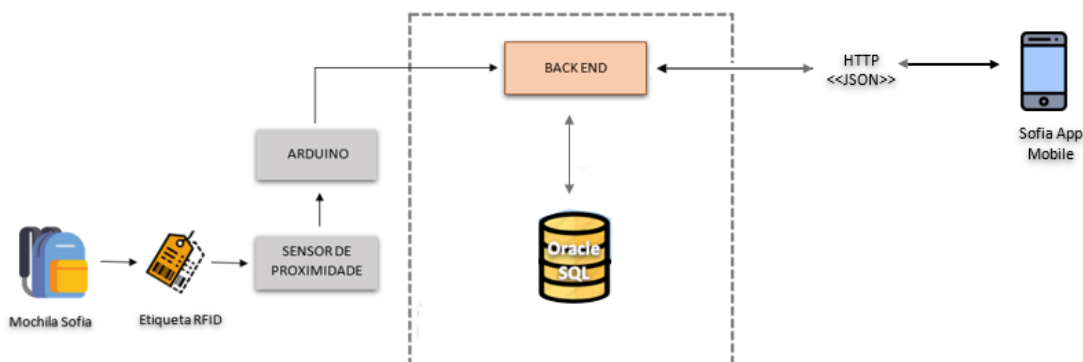 BACK END
HTTP
<<JSON>>
Sofia App
Mobile
ARDUINO
Oracle
SQL
SENSOR DE
PROXIMIDADE
Mochila Sofia
Etiqueta RFID